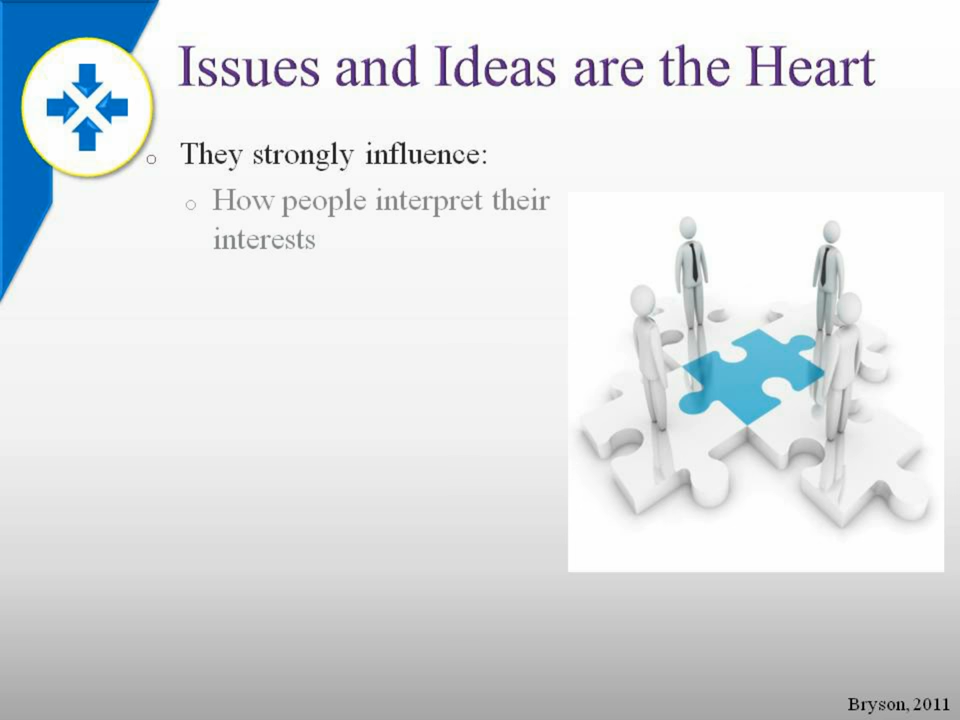 Issues and Ideas are the Heart
They strongly influence:
How people interpret their
interests
Bryson, 2011